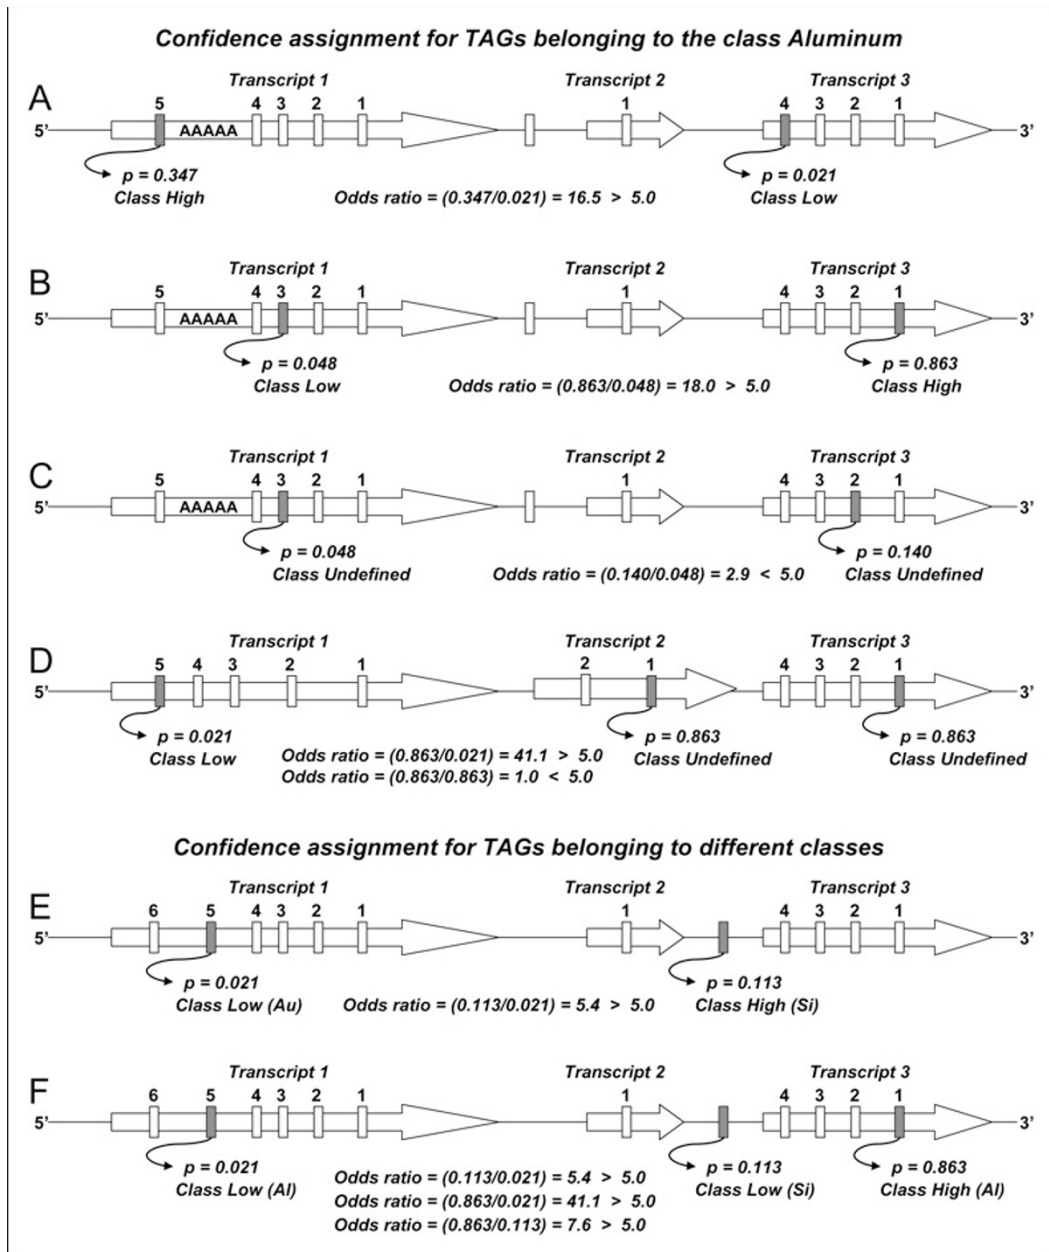 Confidence assignment for TAGs belonging to the class Aluminum
A
Transcript 1 Transcript 2 Transcript 3
5 4 3 2 1 1 4 3 2 1
5' AAAAA 3'
p = 0.347 p = 0.021
Class High Odds ratio = (0.347/0.021) = 16.5 > 5.0 Class Low
B
Transcript 1 Transcript 2 Transcript 3
5 4 3 2 1 1 4 3 2 1
5' AAAAA 3'
p = 0.048 p = 0.863
Class Low Odds ratio = (0.863/0.048) = 18.0 > 5.0 Class High
C
Transcript 1 Transcript 2 Transcript 3
5 4 3 2 1 1 4 3 2 1
5' AAAAA 3'
p = 0.048 p = 0.140
Class Undefined Odds ratio = (0.140/0.048) = 2.9 < 5.0 Class Undefined
D
Transcript 1 Transcript 2 Transcript 3
5 4 3 2 1 2 1 4 3 2 1
5' 3'
p = 0.021 p = 0.863 p = 0.863
Class Low Odds ratio = (0.863/0.021) = 41.1 > 5.0 Class Undefined Class Undefined
Odds ratio = (0.863/0.863) = 1.0 < 5.0
Confidence assignment for TAGs belonging to different classes
E
Transcript 1 Transcript 2 Transcript 3
6 5 4 3 2 1 1 4 3 2 1
5' 3'
p = 0.021 p = 0.113
Class Low (Au) Odds ratio = (0.113/0.021) = 5.4 > 5.0 Class High (Si)
F
Transcript 1 Transcript 2 Transcript 3
6 5 4 3 2 1 1 4 3 2 1
5' 3'
p = 0.021 p = 0.113 p = 0.863
Class Low (Al) Odds ratio = (0.113/0.021) = 5.4 > 5.0 Class Low (Si) Class High (Al)
Odds ratio = (0.863/0.021) = 41.1 > 5.0
Odds ratio = (0.863/0.113) = 7.6 > 5.0